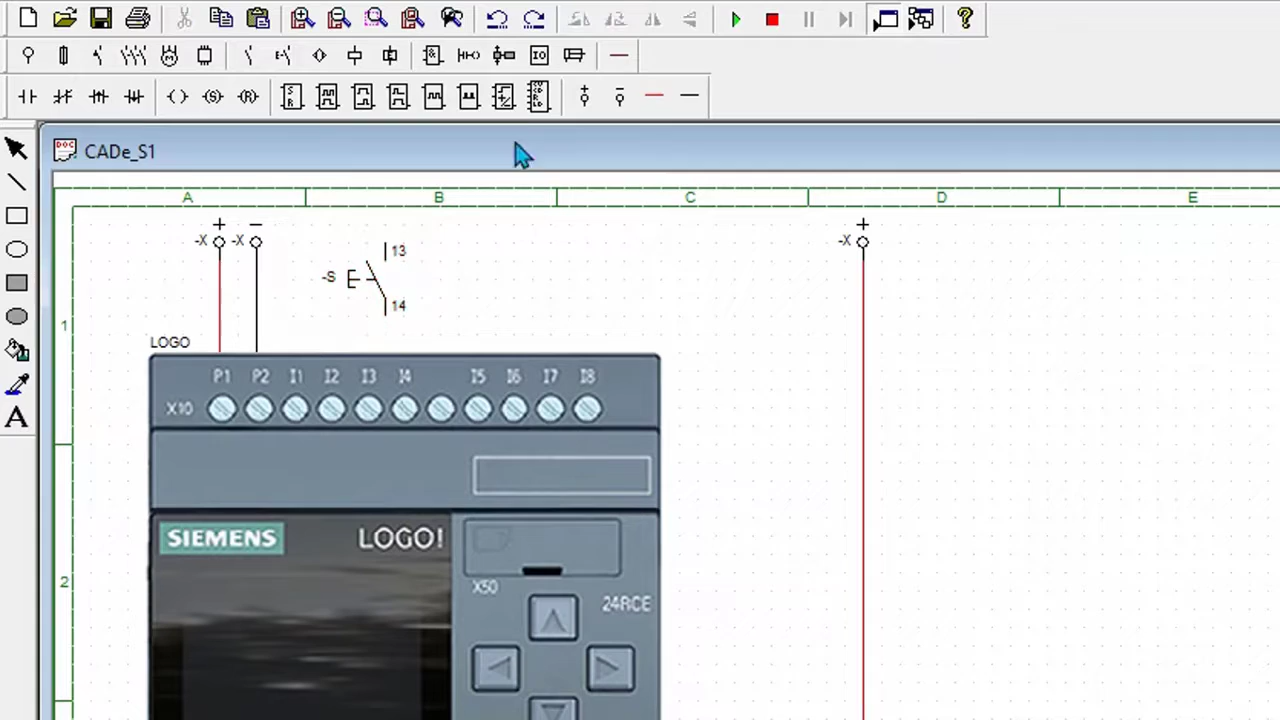 CADe_S1
A B C D E
+ − +
-X -X -X
13
-S
14
1
LOGO
P1 P2 I1 I2 I3 I4 I5 I6 I7 I8
X10
SIEMENS LOGO!
2
X50
24RCE